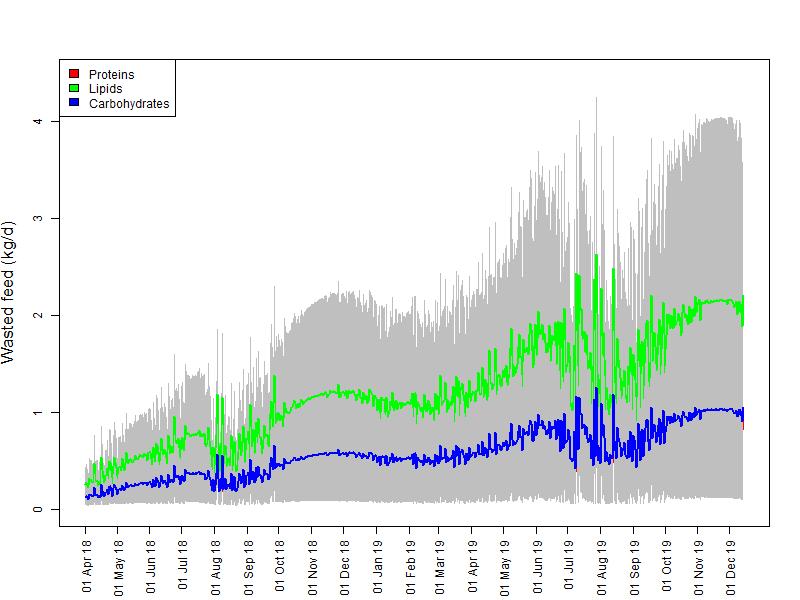 Proteins
Lipids
Carbohydrates
Wasted feed (kg/d)
4
3
2
1
0
01 Apr 18
01 May 18
01 Jun 18
01 Jul 18
01 Aug 18
01 Sep 18
01 Oct 18
01 Nov 18
01 Dec 18
01 Jan 19
01 Feb 19
01 Mar 19
01 Apr 19
01 May 19
01 Jun 19
01 Jul 19
01 Aug 19
01 Sep 19
01 Oct 19
01 Nov 19
01 Dec 19